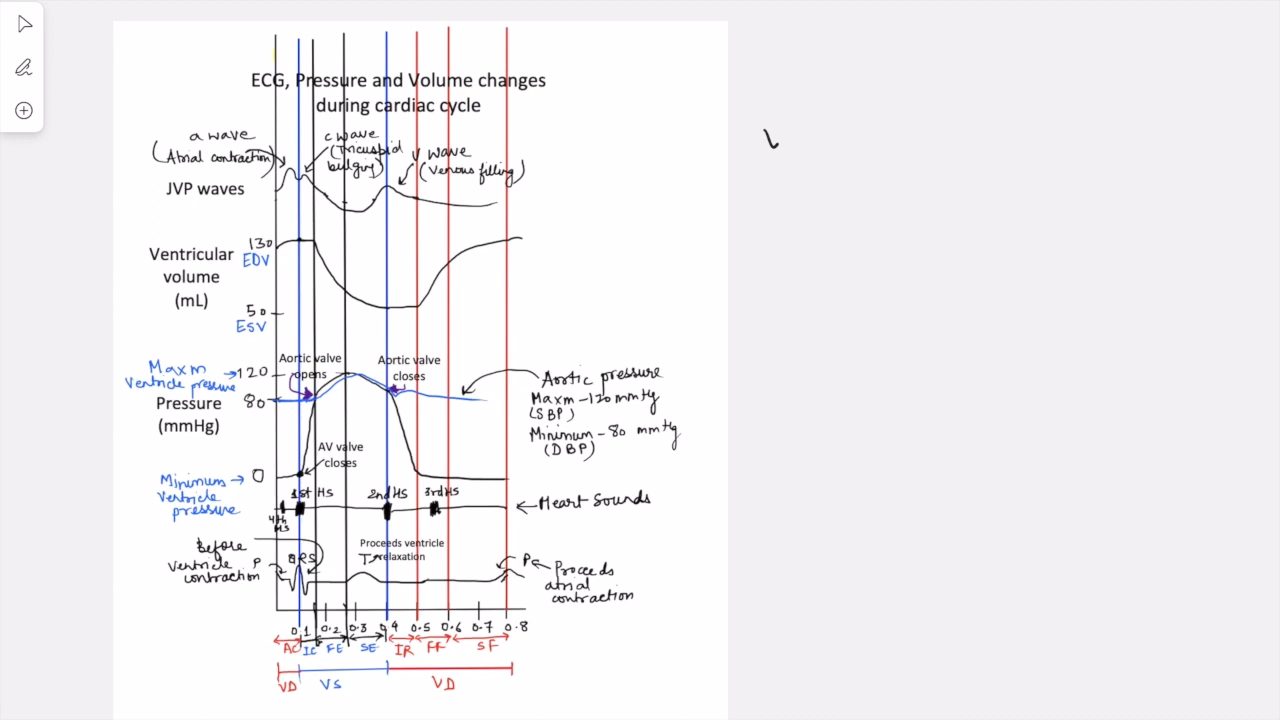 ECG, Pressure and Volume changes
during cardiac cycle
a wave
(Atrial contraction)
c wave
(Tricuspid
bulging)
V wave
(Venous filling)
JVP waves
130
EDV
Ventricular
volume
(mL)
50
ESV
Aortic valve
opens
Aortic valve
closes
Maxm
Ventricle pressure
120
80
Pressure
(mmHg)
Aortic pressure
Maxm - 120 mmHg
(SBP)
Minimum - 80 mmHg
(DBP)
AV valve
closes
0
Minimum
Ventricle
pressure
1st HS
2nd HS
3rd HS
4th
HS
Heart Sounds
Before
Ventricle
contraction
P
QRS
Proceeds ventricle
relaxation
T
P
Proceeds
atrial
contraction
0.1 0.2 0.3 0.4 0.5 0.6 0.7 0.8
AC IC FE SE IR FF SF
VD VS VD